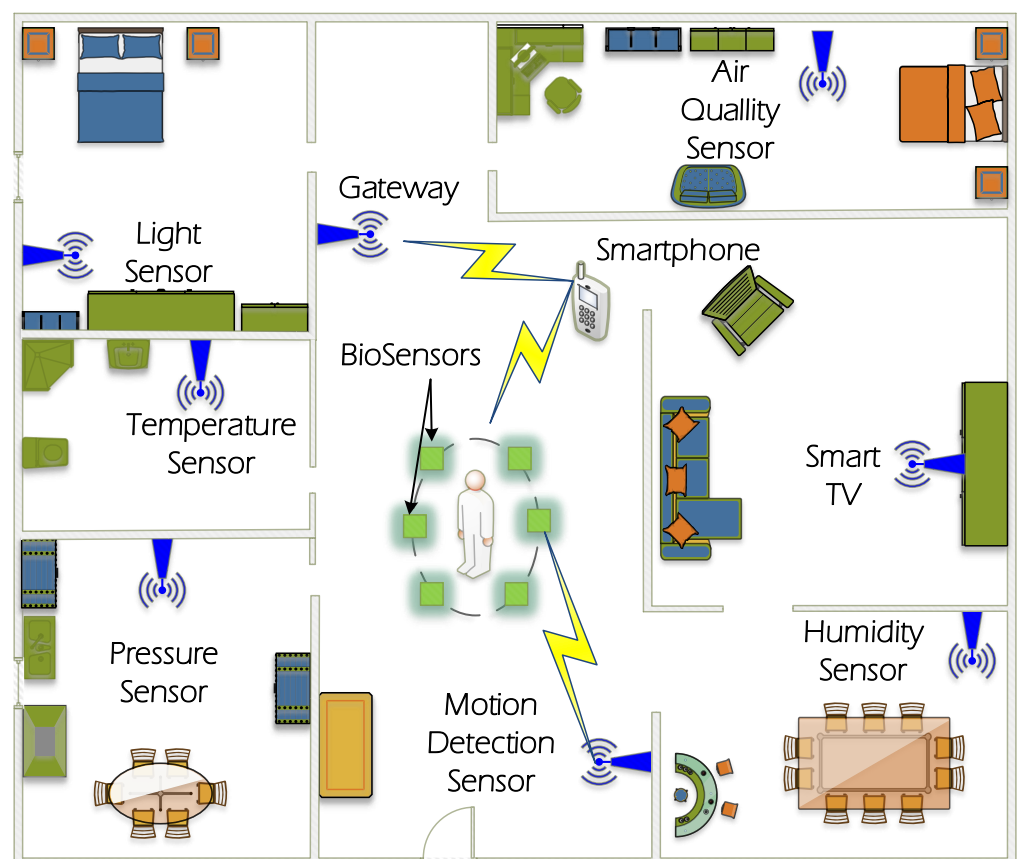 Air
Quallity
Sensor
Gateway
Light
Sensor
Smartphone
BioSensors
Temperature
Sensor
Smart
TV
Humidity
Sensor
Pressure
Sensor
Motion
Detection
Sensor